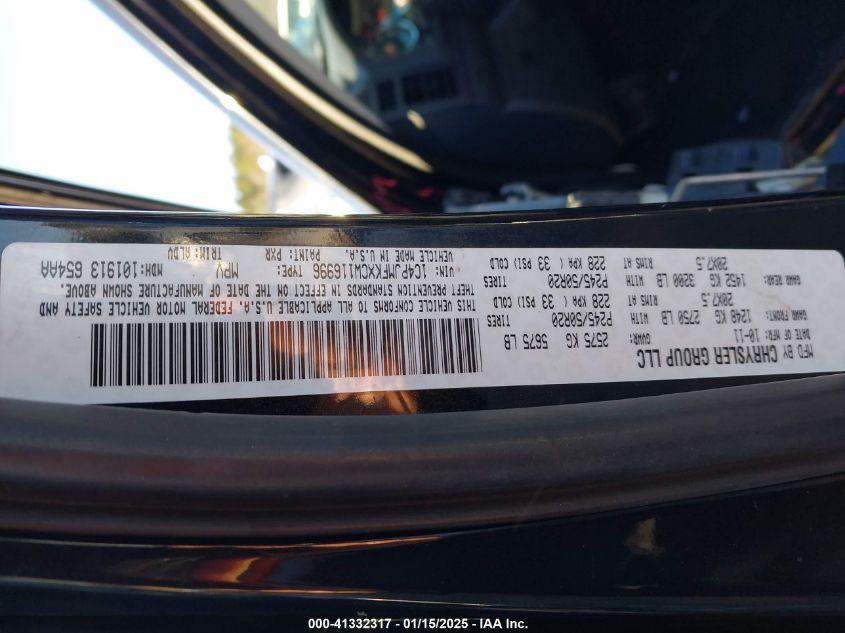 MFD BY CHRYSLER GROUP LLC
DATE OF MFR: 10-11 GVWR: 2575 KG 5675 LB
GAWR FRONT: 1248 KG 2750 LB WITH P245/50R20 TIRES
20X7.5 RIMS AT 228 KPA (33 PSI) COLD
GAWR REAR: 1452 KG 3200 LB WITH P245/50R20 TIRES
20X7.5 RIMS AT 228 KPA (33 PSI) COLD
THIS VEHICLE CONFORMS TO ALL APPLICABLE U.S.A. FEDERAL MOTOR VEHICLE SAFETY AND
THEFT PREVENTION STANDARDS IN EFFECT ON THE DATE OF MANUFACTURE SHOWN ABOVE.
VIN: 1C4PJMFKXCW116996 TYPE: MPV MDH: 101913 654AA
VEHICLE MADE IN U.S.A. PAINT: PXR TRIM: ALDV
000-41332317 - 01/15/2025 - IAA Inc.